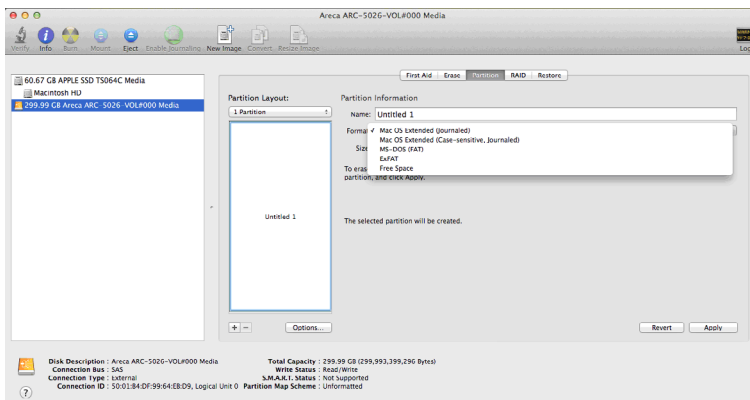 Areca ARC-5026-VOL#000 Media
Verify Info Burn Mount Eject Enable Journaling New Image Convert Resize Image Log
First Aid Erase Partition RAID Restore
60.67 GB APPLE SSD TS064C Media
Macintosh HD
299.99 GB Areca ARC-5026-VOL#000 Media
Partition Layout:
1 Partition
Untitled 1
+ − Options...
Partition Information
Name: Untitled 1
Format
✓ Mac OS Extended (Journaled)
Mac OS Extended (Case-sensitive, Journaled)
MS-DOS (FAT)
ExFAT
Free Space
Size
To eras
partition, and click Apply.
The selected partition will be created.
Revert Apply
Disk Description : Areca ARC-5026-VOL#000 Media
Connection Bus : SAS
Connection Type : External
Connection ID : 50:01:B4:DF:99:64:EB:D9, Logical Unit 0
Total Capacity : 299.99 GB (299,993,399,296 Bytes)
Write Status : Read/Write
S.M.A.R.T. Status : Not Supported
Partition Map Scheme : Unformatted
?